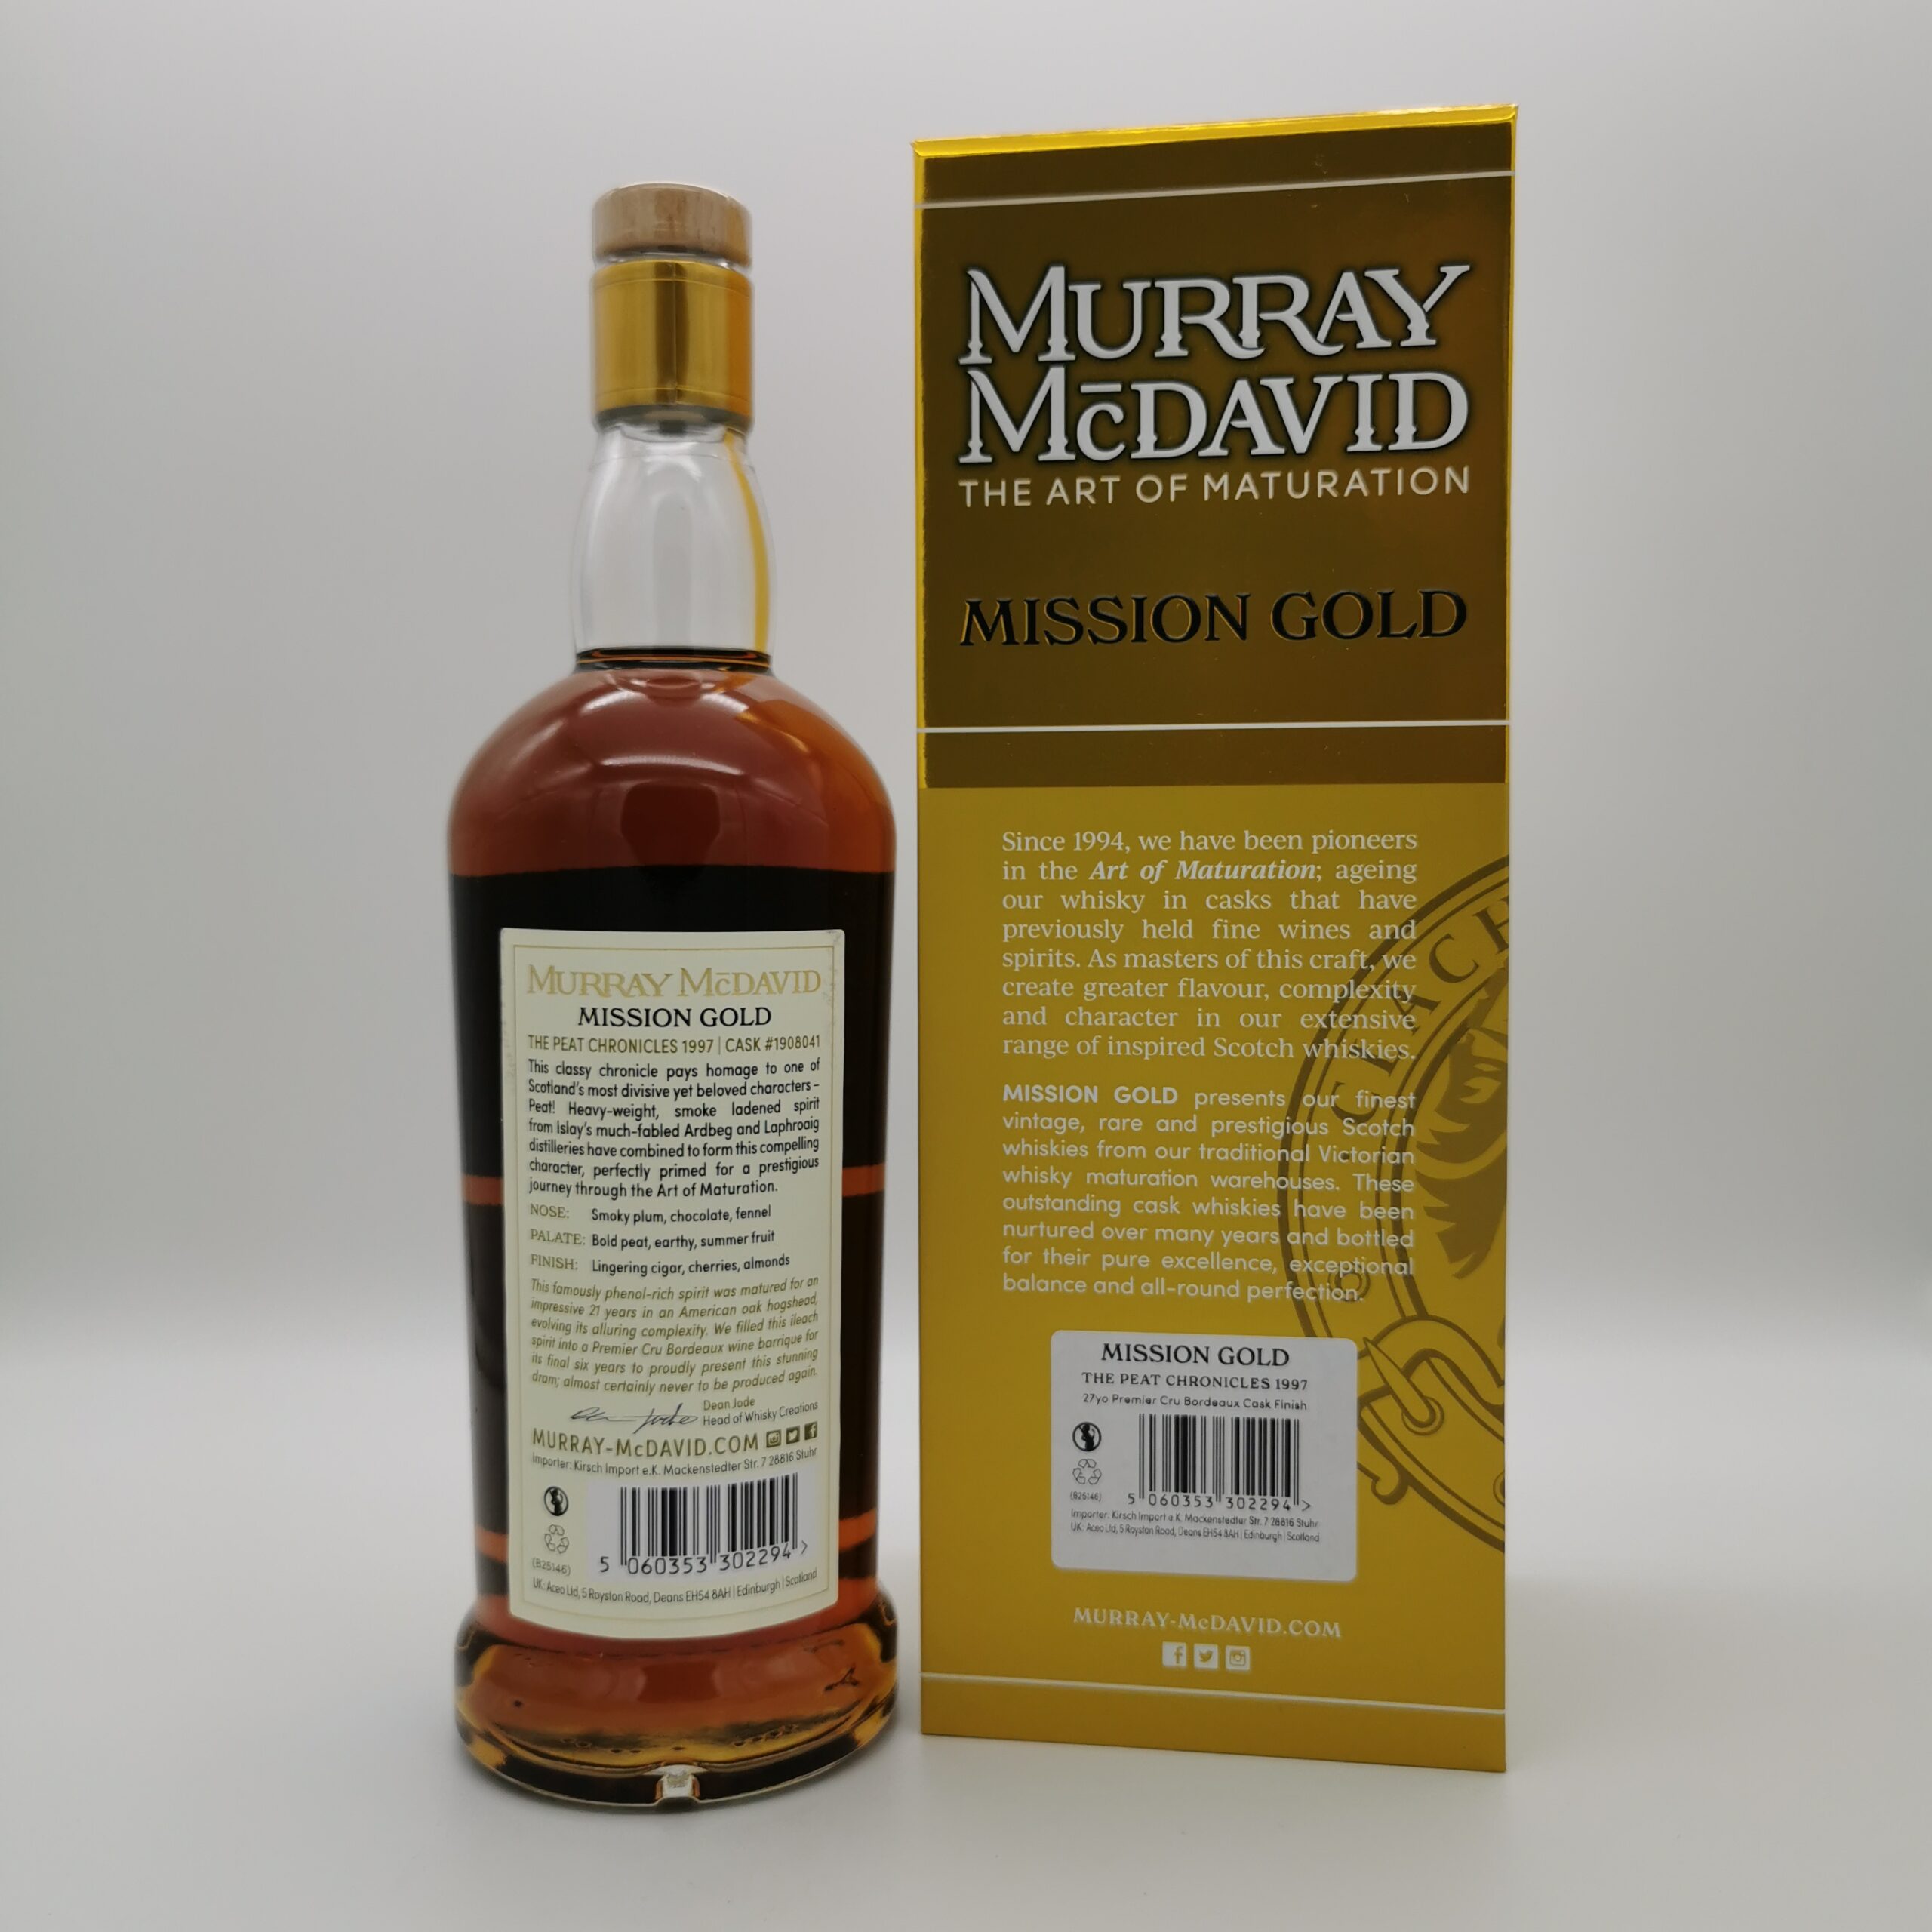 MURRAY McDAVID
MISSION GOLD
THE PEAT CHRONICLES 1997 | CASK #1908041
This classy chronicle pays homage to one of
Scotland's most divisive yet beloved characters –
Peat! Heavy-weight, smoke ladened spirit
from Islay's much-fabled Ardbeg and Laphroaig
distilleries have combined to form this compelling
character, perfectly primed for a prestigious
journey through the Art of Maturation.
NOSE: Smoky plum, chocolate, fennel
PALATE: Bold peat, earthy, summer fruit
FINISH: Lingering cigar, cherries, almonds
This famously phenol-rich spirit was matured for an
impressive 21 years in an American oak hogshead,
evolving its alluring complexity. We filled this ileach
spirit into a Premier Cru Bordeaux wine barrique for
its final six years to proudly present this stunning
dram; almost certainly never to be produced again.
Dean Jode
Head of Whisky Creations
MURRAY-McDAVID.COM
Importer: Kirsch Import e.K. Mackenstedter Str. 7 28816 Stuhr
(B25146)
5 060353 302294 >
UK: Aceo Ltd, 5 Royston Road, Deans EH54 8AH | Edinburgh | Scotland
MURRAY
McDAVID
THE ART OF MATURATION
MISSION GOLD
Since 1994, we have been pioneers
in the Art of Maturation; ageing
our whisky in casks that have
previously held fine wines and
spirits. As masters of this craft, we
create greater flavour, complexity
and character in our extensive
range of inspired Scotch whiskies.
MISSION GOLD presents our finest
vintage, rare and prestigious Scotch
whiskies from our traditional Victorian
whisky maturation warehouses. These
outstanding cask whiskies have been
nurtured over many years and bottled
for their pure excellence, exceptional
balance and all-round perfection.
CLACH
MISSION GOLD
THE PEAT CHRONICLES 1997
27yo Premier Cru Bordeaux Cask Finish
(B25146)
5 060353 302294 >
Importer: Kirsch Import e.K. Mackenstedter Str. 7 28816 Stuhr
UK: Aceo Ltd, 5 Royston Road, Deans EH54 8AH | Edinburgh | Scotland
MURRAY-McDAVID.COM